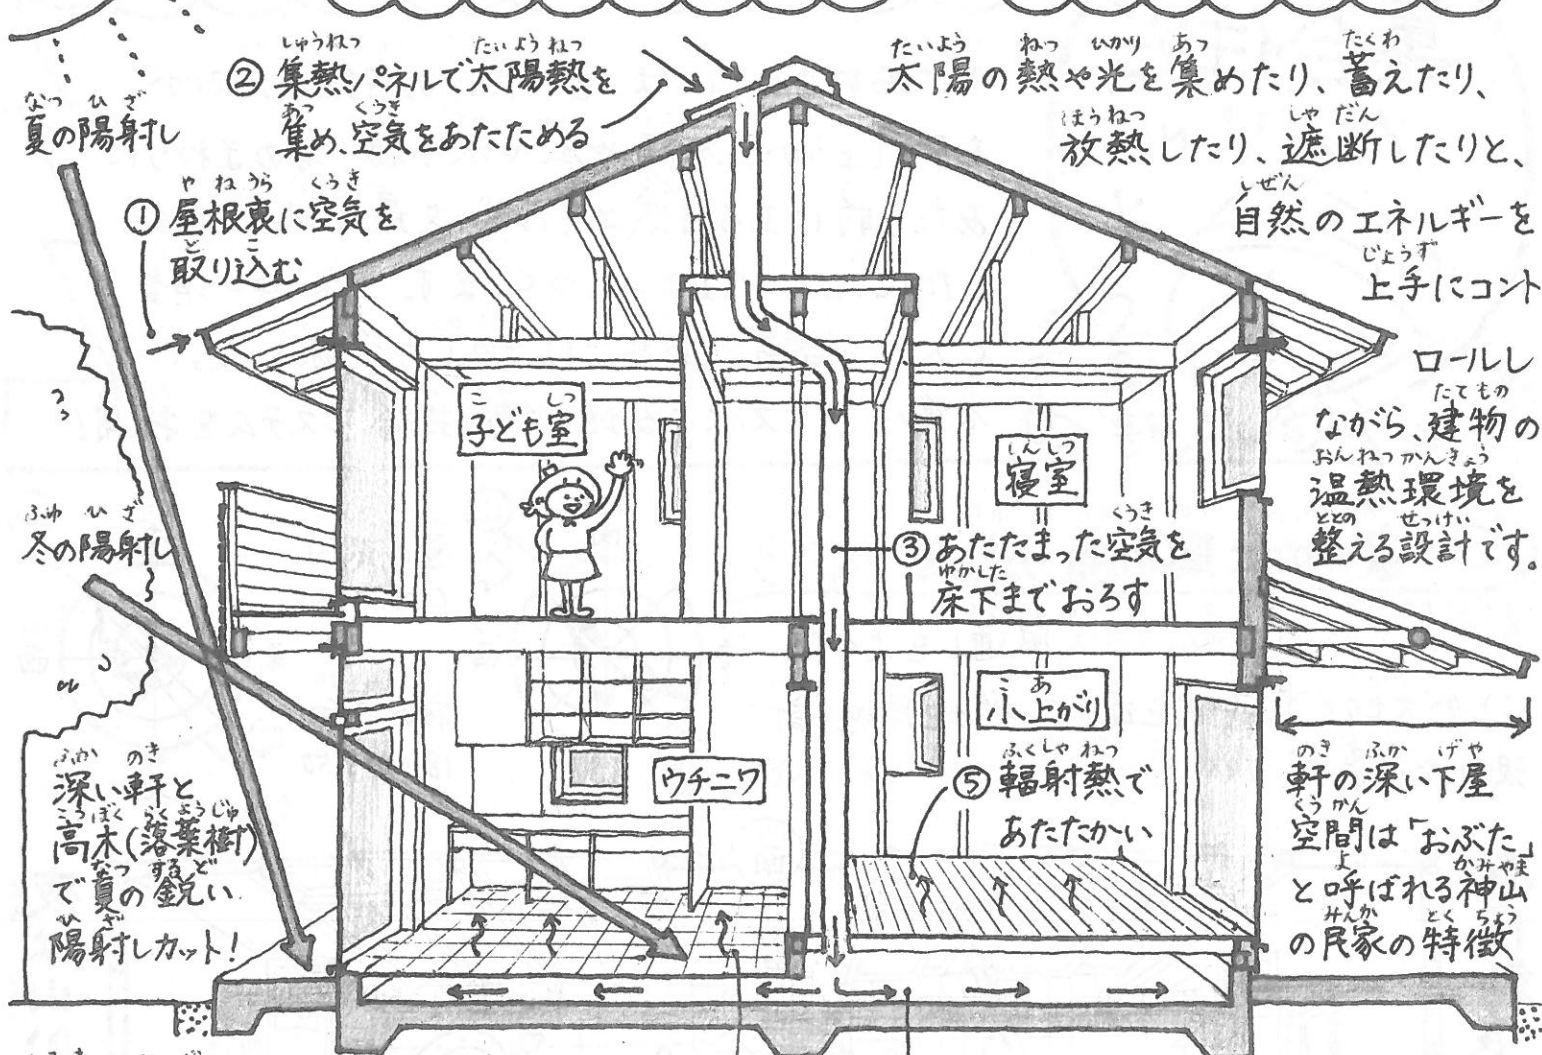 夏の陽射し
② 集熱パネルで太陽熱を
集め、空気をあたためる
① 屋根裏に空気を
取り込む
太陽の熱や光を集めたり、蓄えたり、
放熱したり、遮断したりと、
自然のエネルギーを
上手にコント
ロールし
ながら、建物の
温熱環境を
整える設計です。
冬の陽射し
子ども室
寝室
③ あたたまった空気を
床下までおろす
小上がり
ウチニワ
⑤ 輻射熱で
あたたかい
深い軒と
高木(落葉樹)
で夏の鋭い
陽射しカット!
軒の深い下屋
空間は「おぶた」
と呼ばれる神山
の民家の特徴